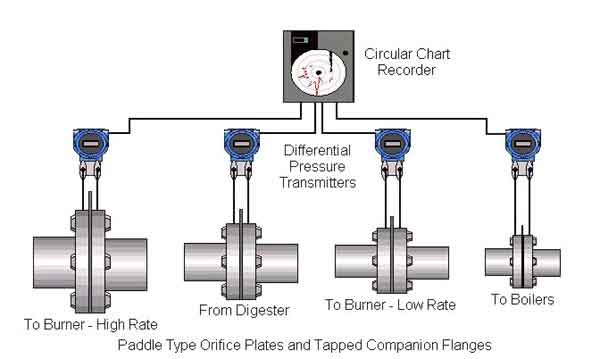 Circular Chart
Recorder
Differential
Pressure
Transmitters
To Burner - High Rate
From Digester
To Burner - Low Rate
To Boilers
Paddle Type Orifice Plates and Tapped Companion Flanges